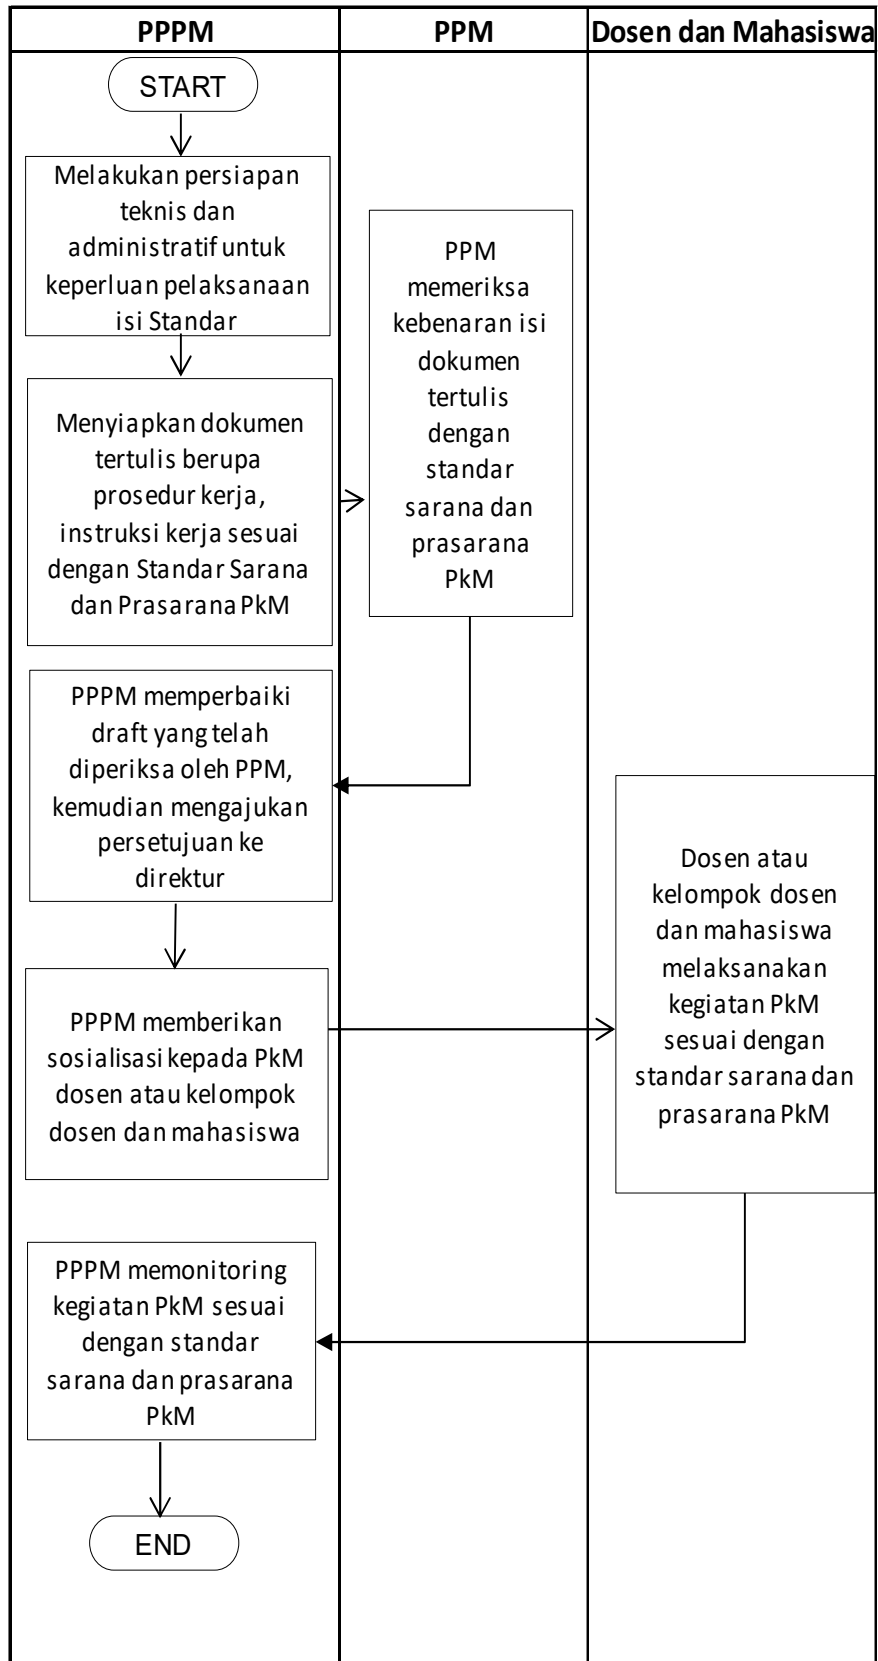 PPPM
PPM
Dosen dan Mahasiswa
START
Melakukan persiapan
teknis dan
administratif untuk
keperluan pelaksanaan
isi Standar
Menyiapkan dokumen
tertulis berupa
prosedur kerja,
instruksi kerja sesuai
dengan Standar Sarana
dan Prasarana PkM
PPM
memeriksa
kebenaran isi
dokumen
tertulis
dengan
standar
sarana dan
prasarana
PkM
PPPM memperbaiki
draft yang telah
diperiksa oleh PPM,
kemudian mengajukan
persetujuan ke
direktur
PPPM memberikan
sosialisasi kepada PkM
dosen atau kelompok
dosen dan mahasiswa
Dosen atau
kelompok dosen
dan mahasiswa
melaksanakan
kegiatan PkM
sesuai dengan
standar sarana dan
prasarana PkM
PPPM memonitoring
kegiatan PkM sesuai
dengan standar
sarana dan prasarana
PkM
END